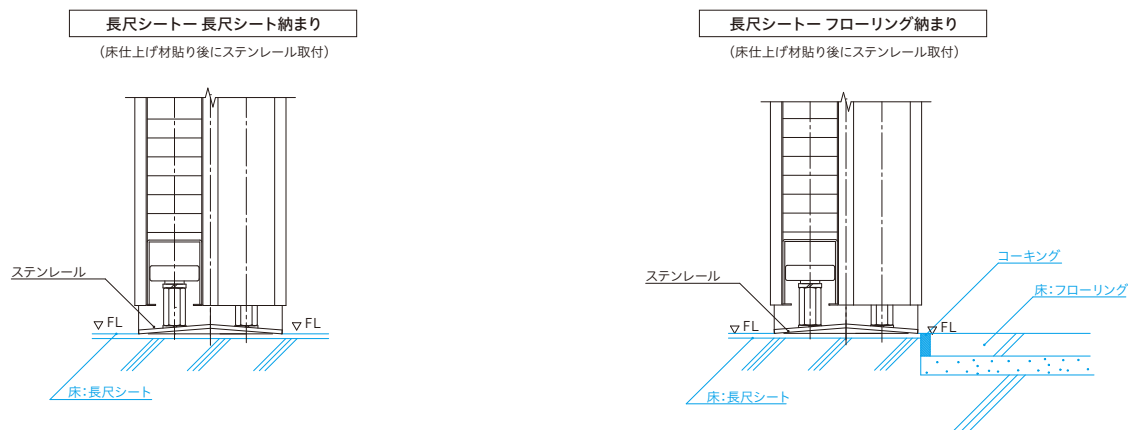 長尺シートー 長尺シート納まり
(床仕上げ材貼り後にステンレール取付)
ステンレール
FL
FL
床:長尺シート
長尺シートー フローリング納まり
(床仕上げ材貼り後にステンレール取付)
コーキング
ステンレール
床:フローリング
FL
FL
床:長尺シート